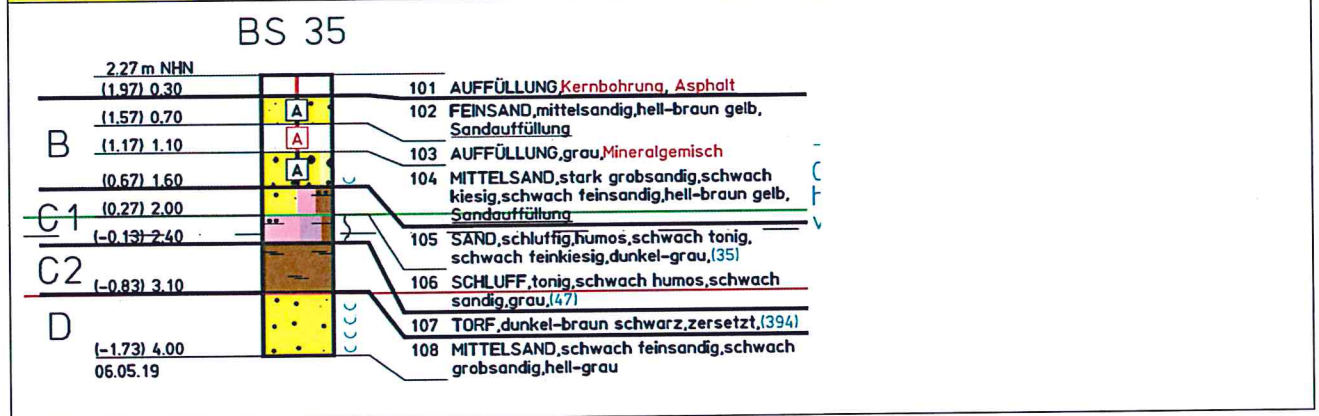 BS 35
2.27 m NHN
(1.97) 0.30
(1.57) 0.70
(1.17) 1.10
(0.67) 1.60
(0.27) 2.00
(-0.13) 2.40
(-0.83) 3.10
(-1.73) 4.00
06.05.19
B
C1
C2
D
A
A
A
101 AUFFÜLLUNG,Kernbohrung, Asphalt
102 FEINSAND,mittelsandig,hell-braun gelb,
Sandauffüllung
103 AUFFÜLLUNG,grau,Mineralgemisch
104 MITTELSAND,stark grobsandig,schwach
kiesig,schwach feinsandig,hell-braun gelb,
Sandauffüllung
105 SAND,schluffig,humos,schwach tonig,
schwach feinkiesig,dunkel-grau,(35)
106 SCHLUFF,tonig,schwach humos,schwach
sandig,grau,(47)
107 TORF,dunkel-braun schwarz,zersetzt,(394)
108 MITTELSAND,schwach feinsandig,schwach
grobsandig,hell-grau